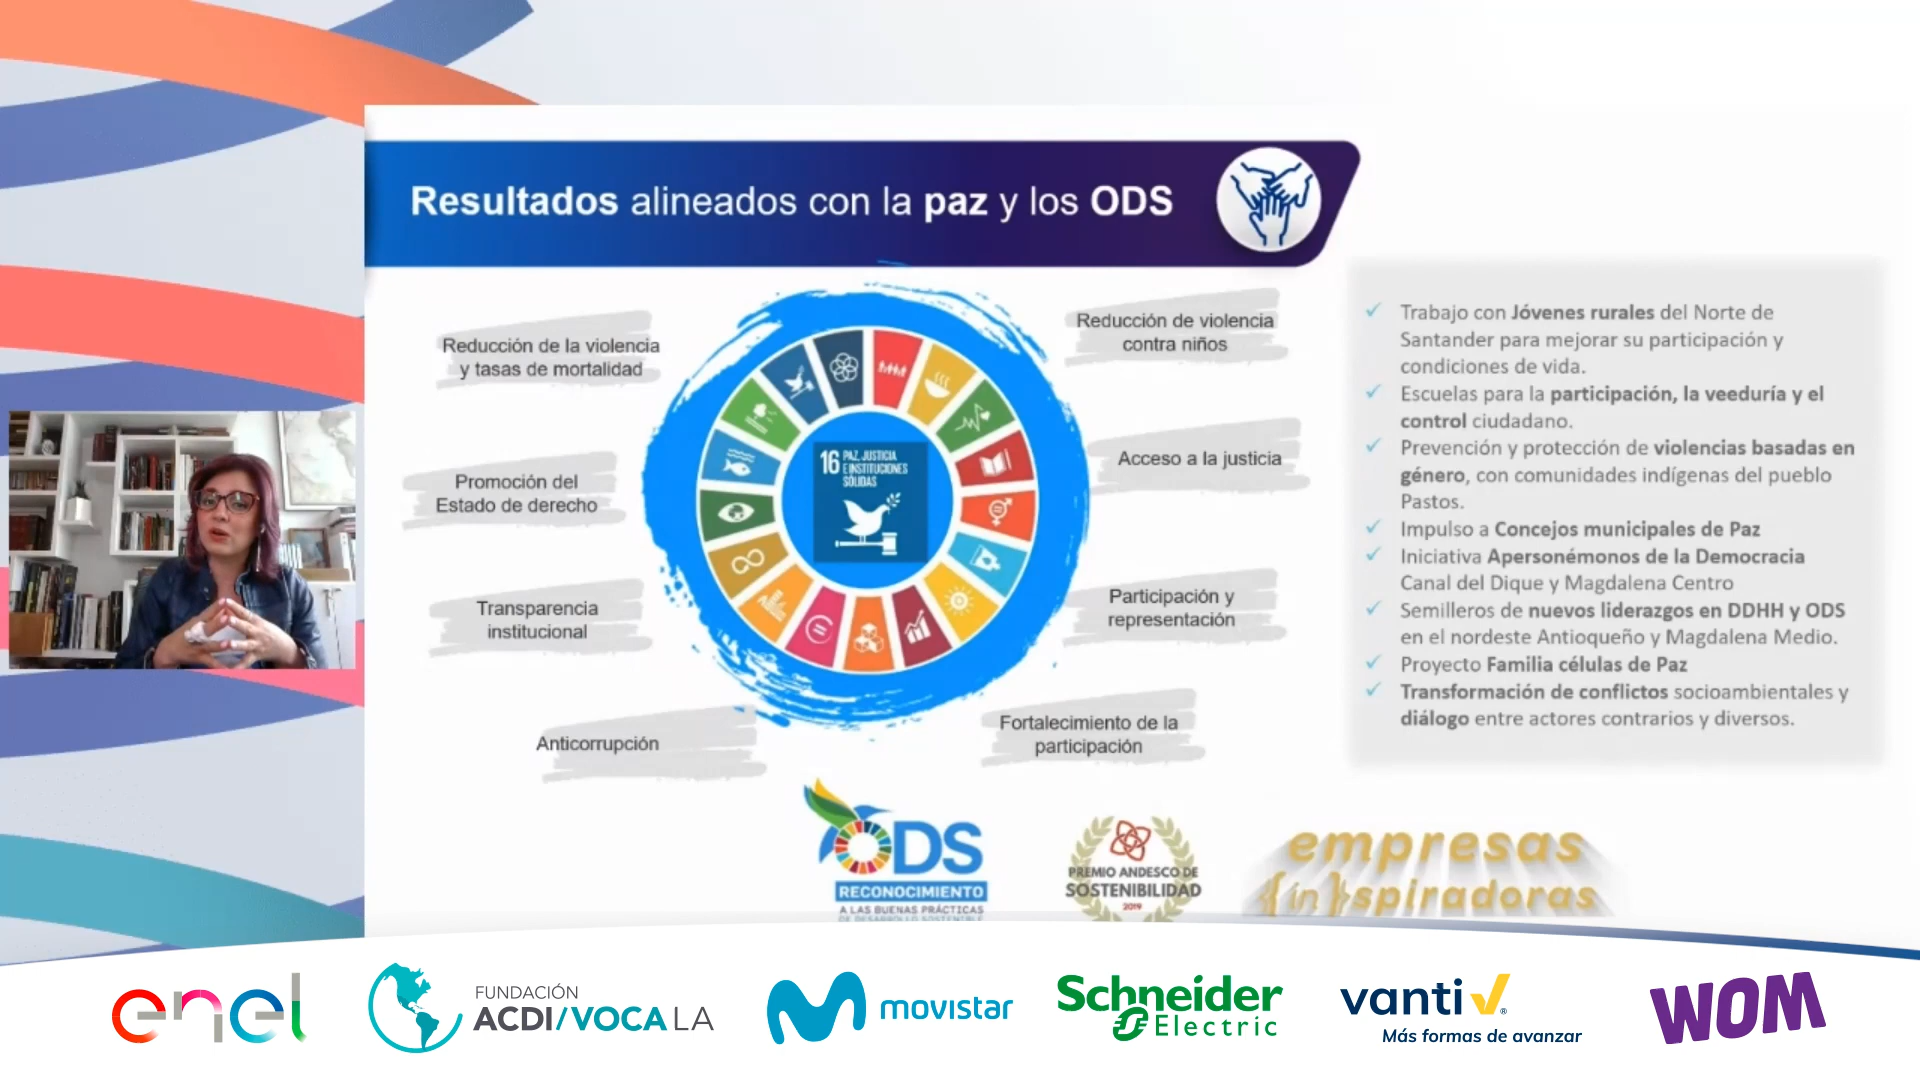 Resultados alineados con la paz y los ODS
Reducción de la violencia
y tasas de mortalidad
Promoción del
Estado de derecho
Transparencia
institucional
Anticorrupción
16 PAZ, JUSTICIA
E INSTITUCIONES
SÓLIDAS
Reducción de violencia
contra niños
Acceso a la justicia
Participación y
representación
Fortalecimiento de la
participación
Trabajo con Jóvenes rurales del Norte de
Santander para mejorar su participación y
condiciones de vida.
Escuelas para la participación, la veeduría y el
control ciudadano.
Prevención y protección de violencias basadas en
género, con comunidades indígenas del pueblo
Pastos.
Impulso a Concejos municipales de Paz
Iniciativa Apersonémonos de la Democracia
Canal del Dique y Magdalena Centro
Semilleros de nuevos liderazgos en DDHH y ODS
en el nordeste Antioqueño y Magdalena Medio.
Proyecto Familia células de Paz
Transformación de conflictos socioambientales y
diálogo entre actores contrarios y diversos.
ODS
RECONOCIMIENTO
A LAS BUENAS PRÁCTICAS
DE DESARROLLO SOSTENIBLE
PREMIO ANDESCO DE
SOSTENIBILIDAD
2019
empresas
{in}spiradoras
enel
FUNDACIÓN
ACDI/VOCA LA
movistar
Schneider
Electric
vanti
Más formas de avanzar
WOM